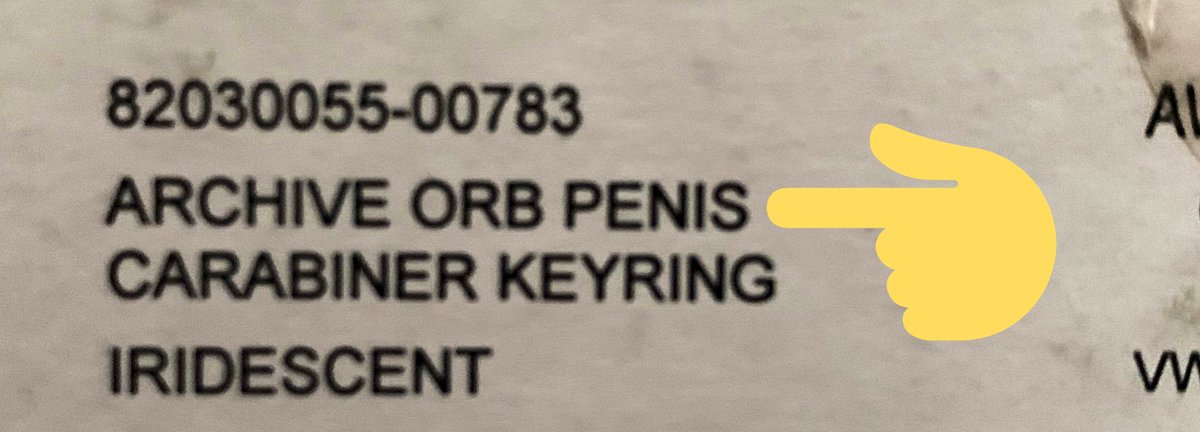 82030055-00783
ARCHIVE ORB PENIS
CARABINER KEYRING
IRIDESCENT